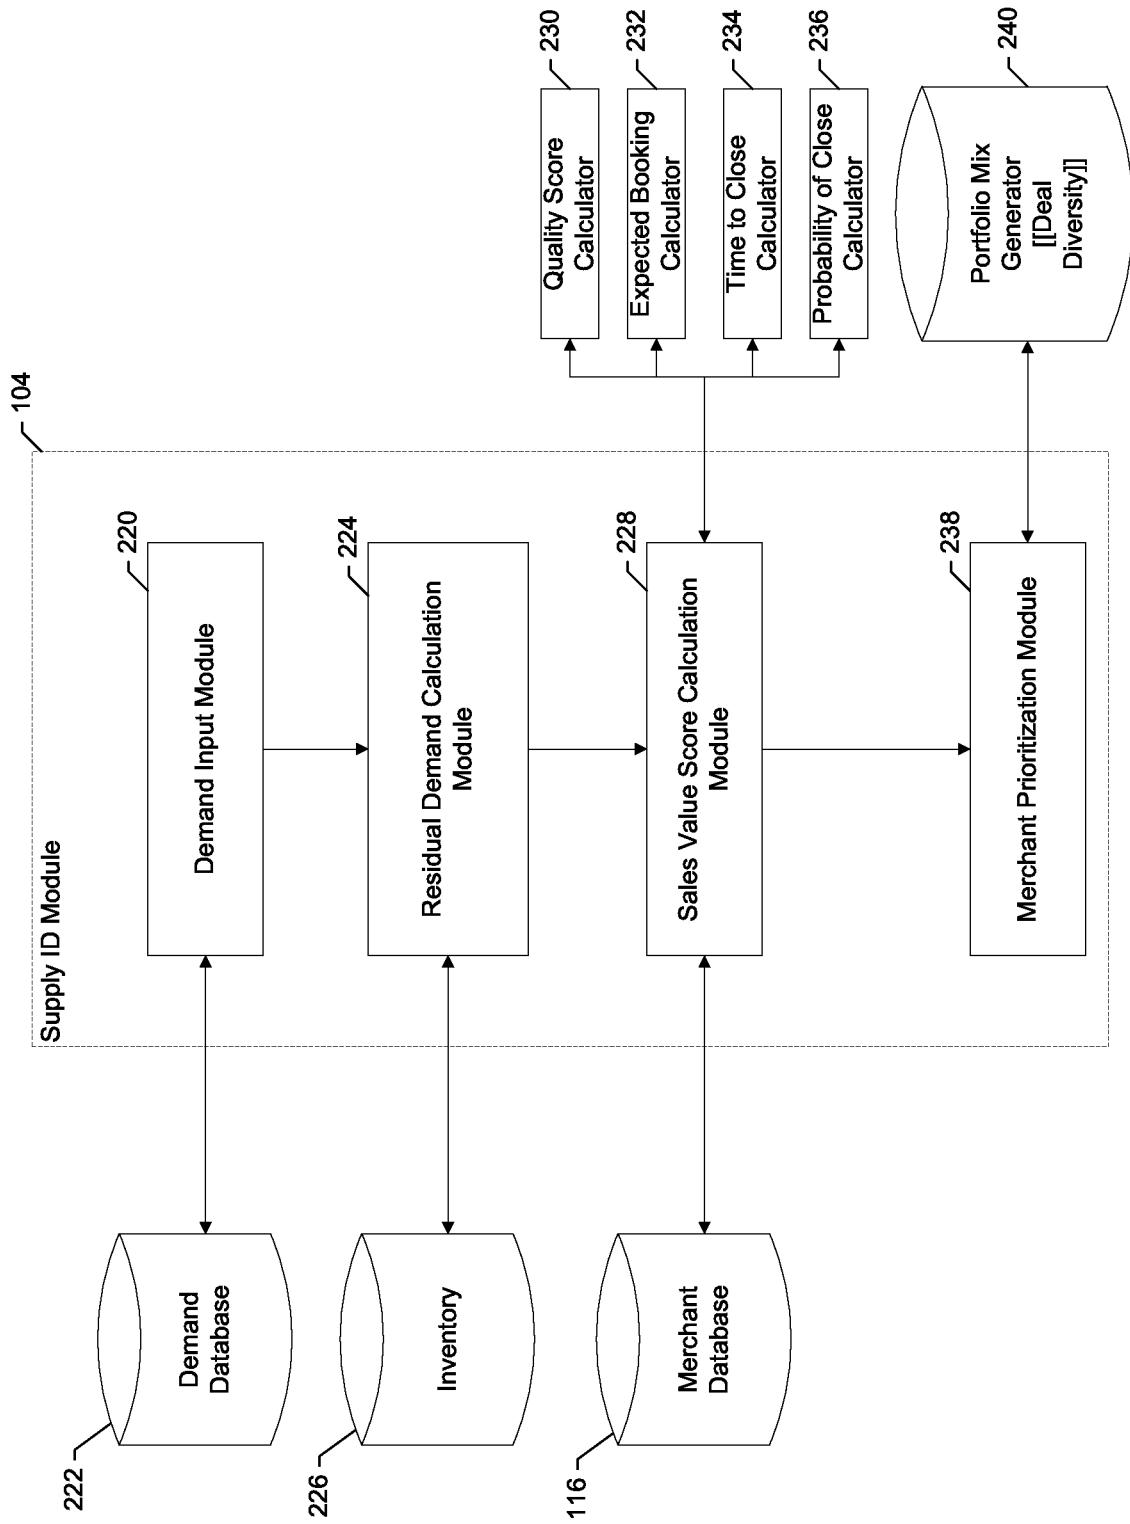 Supply ID Module
104
Demand
Database
222
Demand Input Module
220
Inventory
226
Residual Demand Calculation
Module
224
Merchant
Database
116
Sales Value Score Calculation
Module
228
Merchant Prioritization Module
238
Quality Score
Calculator
230
Expected Booking
Calculator
232
Time to Close
Calculator
234
Probability of Close
Calculator
236
Portfolio Mix
Generator
[[Deal
Diversity]]
240